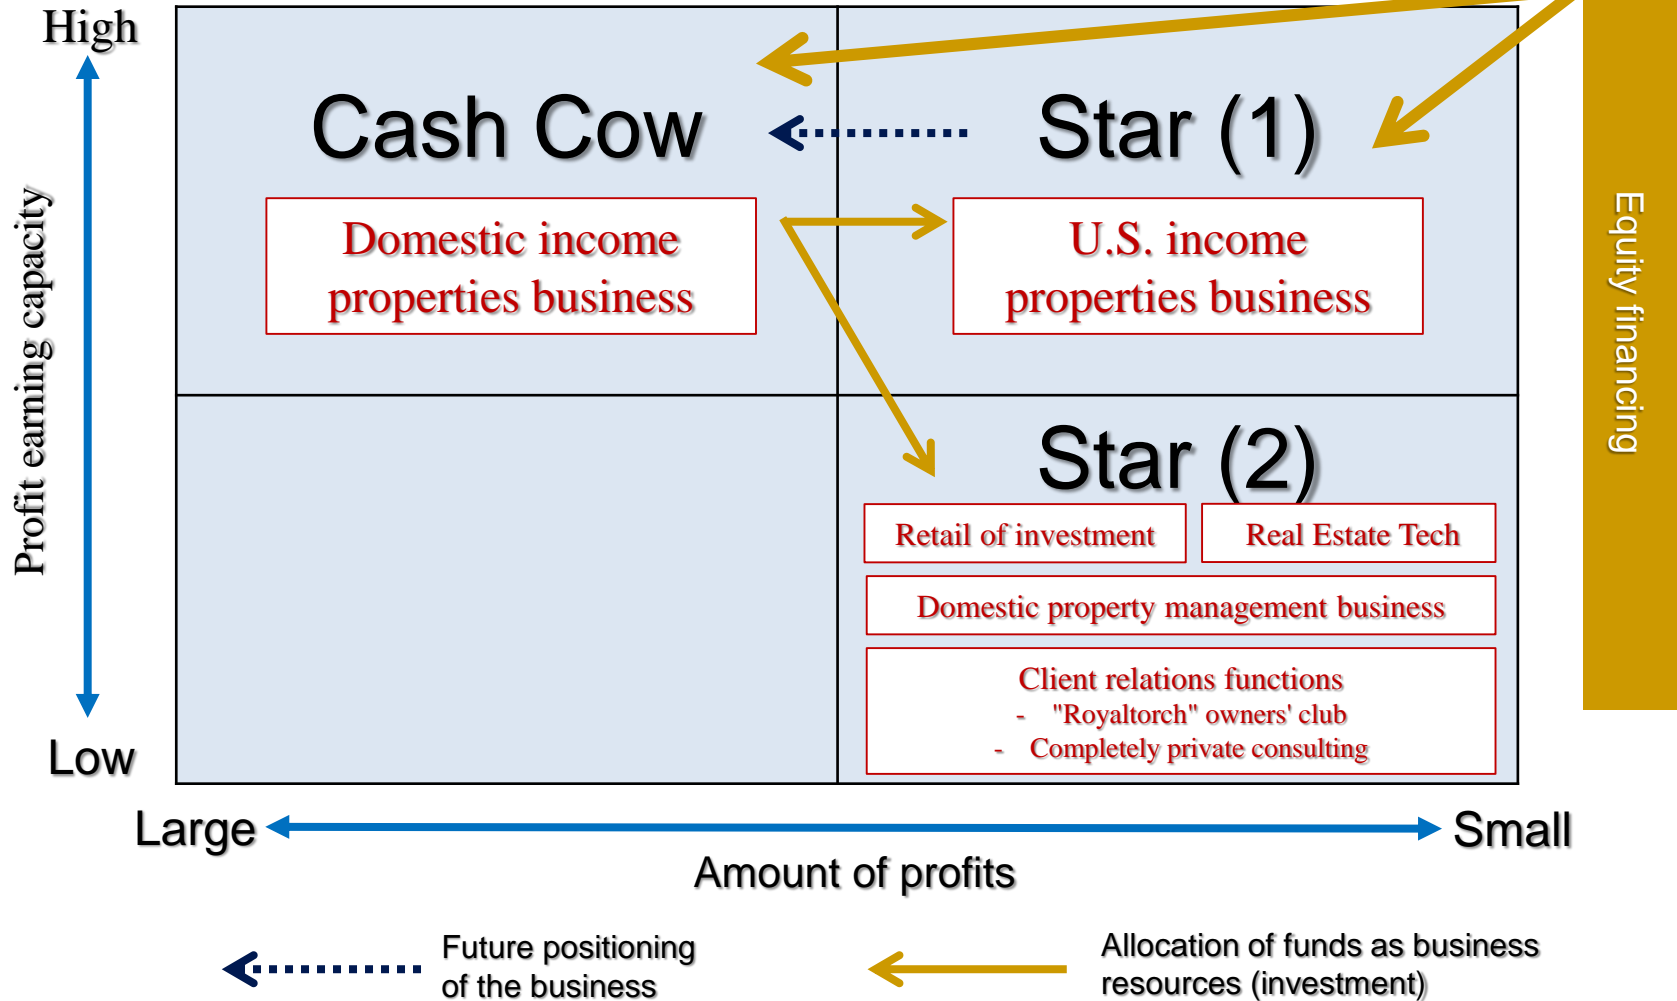 High
Cash Cow
Star (1)
Domestic income
properties business
U.S. income
properties business
Profit earning capacity
Equity financing
Star (2)
Retail of investment
Real Estate Tech
Domestic property management business
Client relations functions
- "Royaltorch" owners' club
- Completely private consulting
Low
Large
Small
Amount of profits
Future positioning
of the business
Allocation of funds as business
resources (investment)